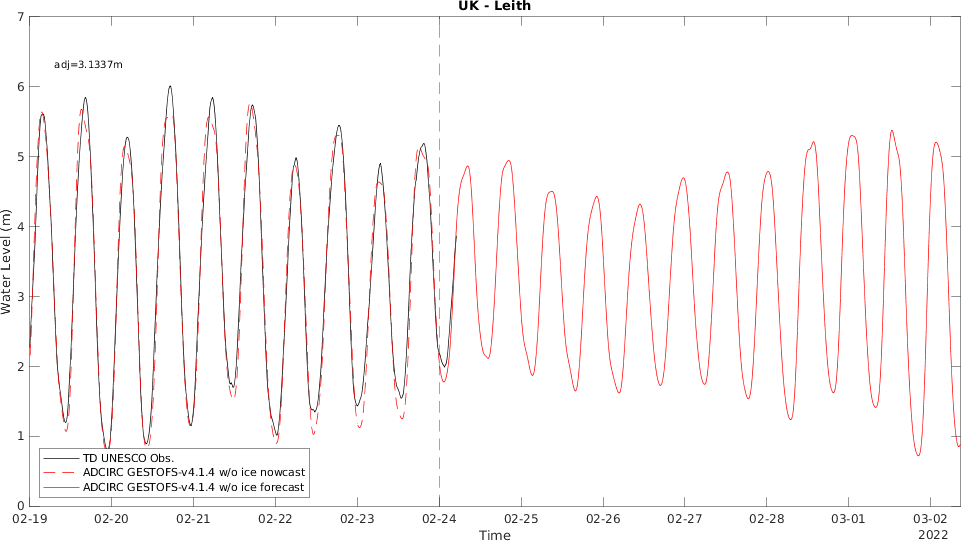 UK - Leith
adj=3.1337m
Water Level (m)
7
6
5
4
3
2
1
0
TD UNESCO Obs.
ADCIRC GESTOFS-v4.1.4 w/o ice nowcast
ADCIRC GESTOFS-v4.1.4 w/o ice forecast
02-19 02-20 02-21 02-22 02-23 02-24 02-25 02-26 02-27 02-28 03-01 03-02
Time
2022